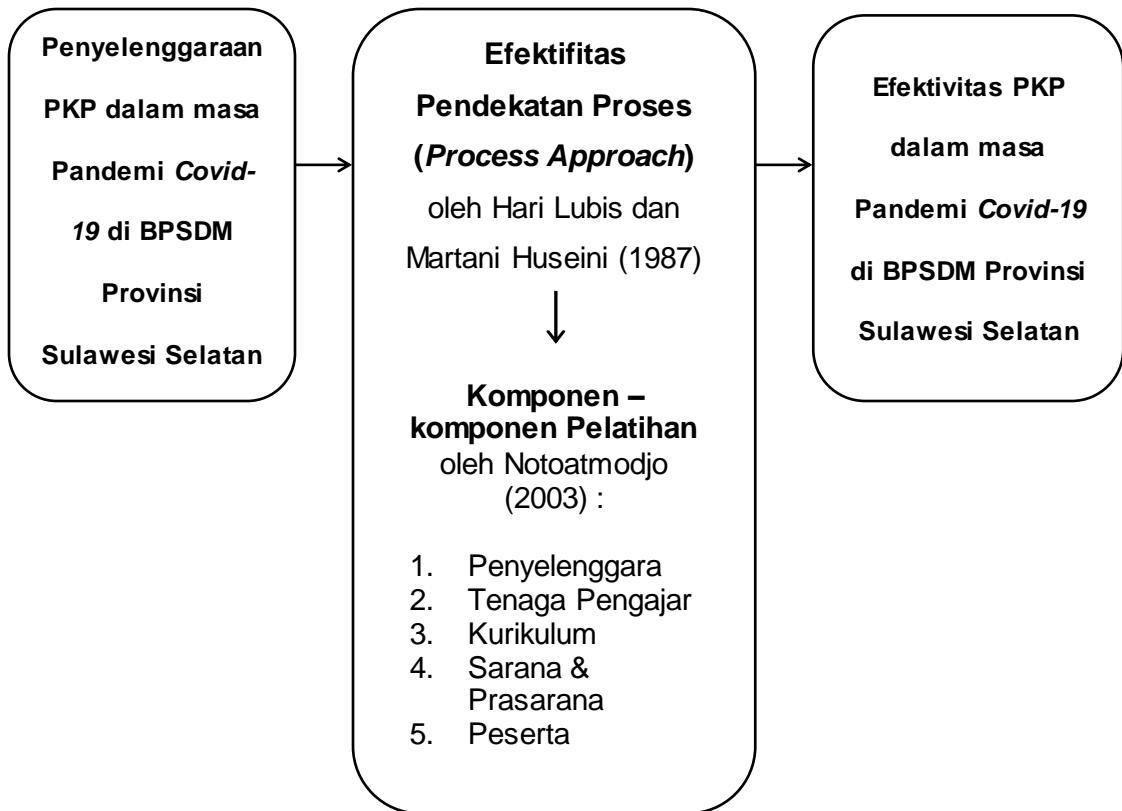 Penyelenggaraan
PKP dalam masa
Pandemi Covid-
19 di BPSDM
Provinsi
Sulawesi Selatan
Efektifitas
Pendekatan Proses
(Process Approach)
oleh Hari Lubis dan
Martani Huseini (1987)
Komponen –
komponen Pelatihan
oleh Notoatmodjo
(2003) :
1. Penyelenggara
2. Tenaga Pengajar
3. Kurikulum
4. Sarana &
Prasarana
5. Peserta
Efektivitas PKP
dalam masa
Pandemi Covid-19
di BPSDM Provinsi
Sulawesi Selatan